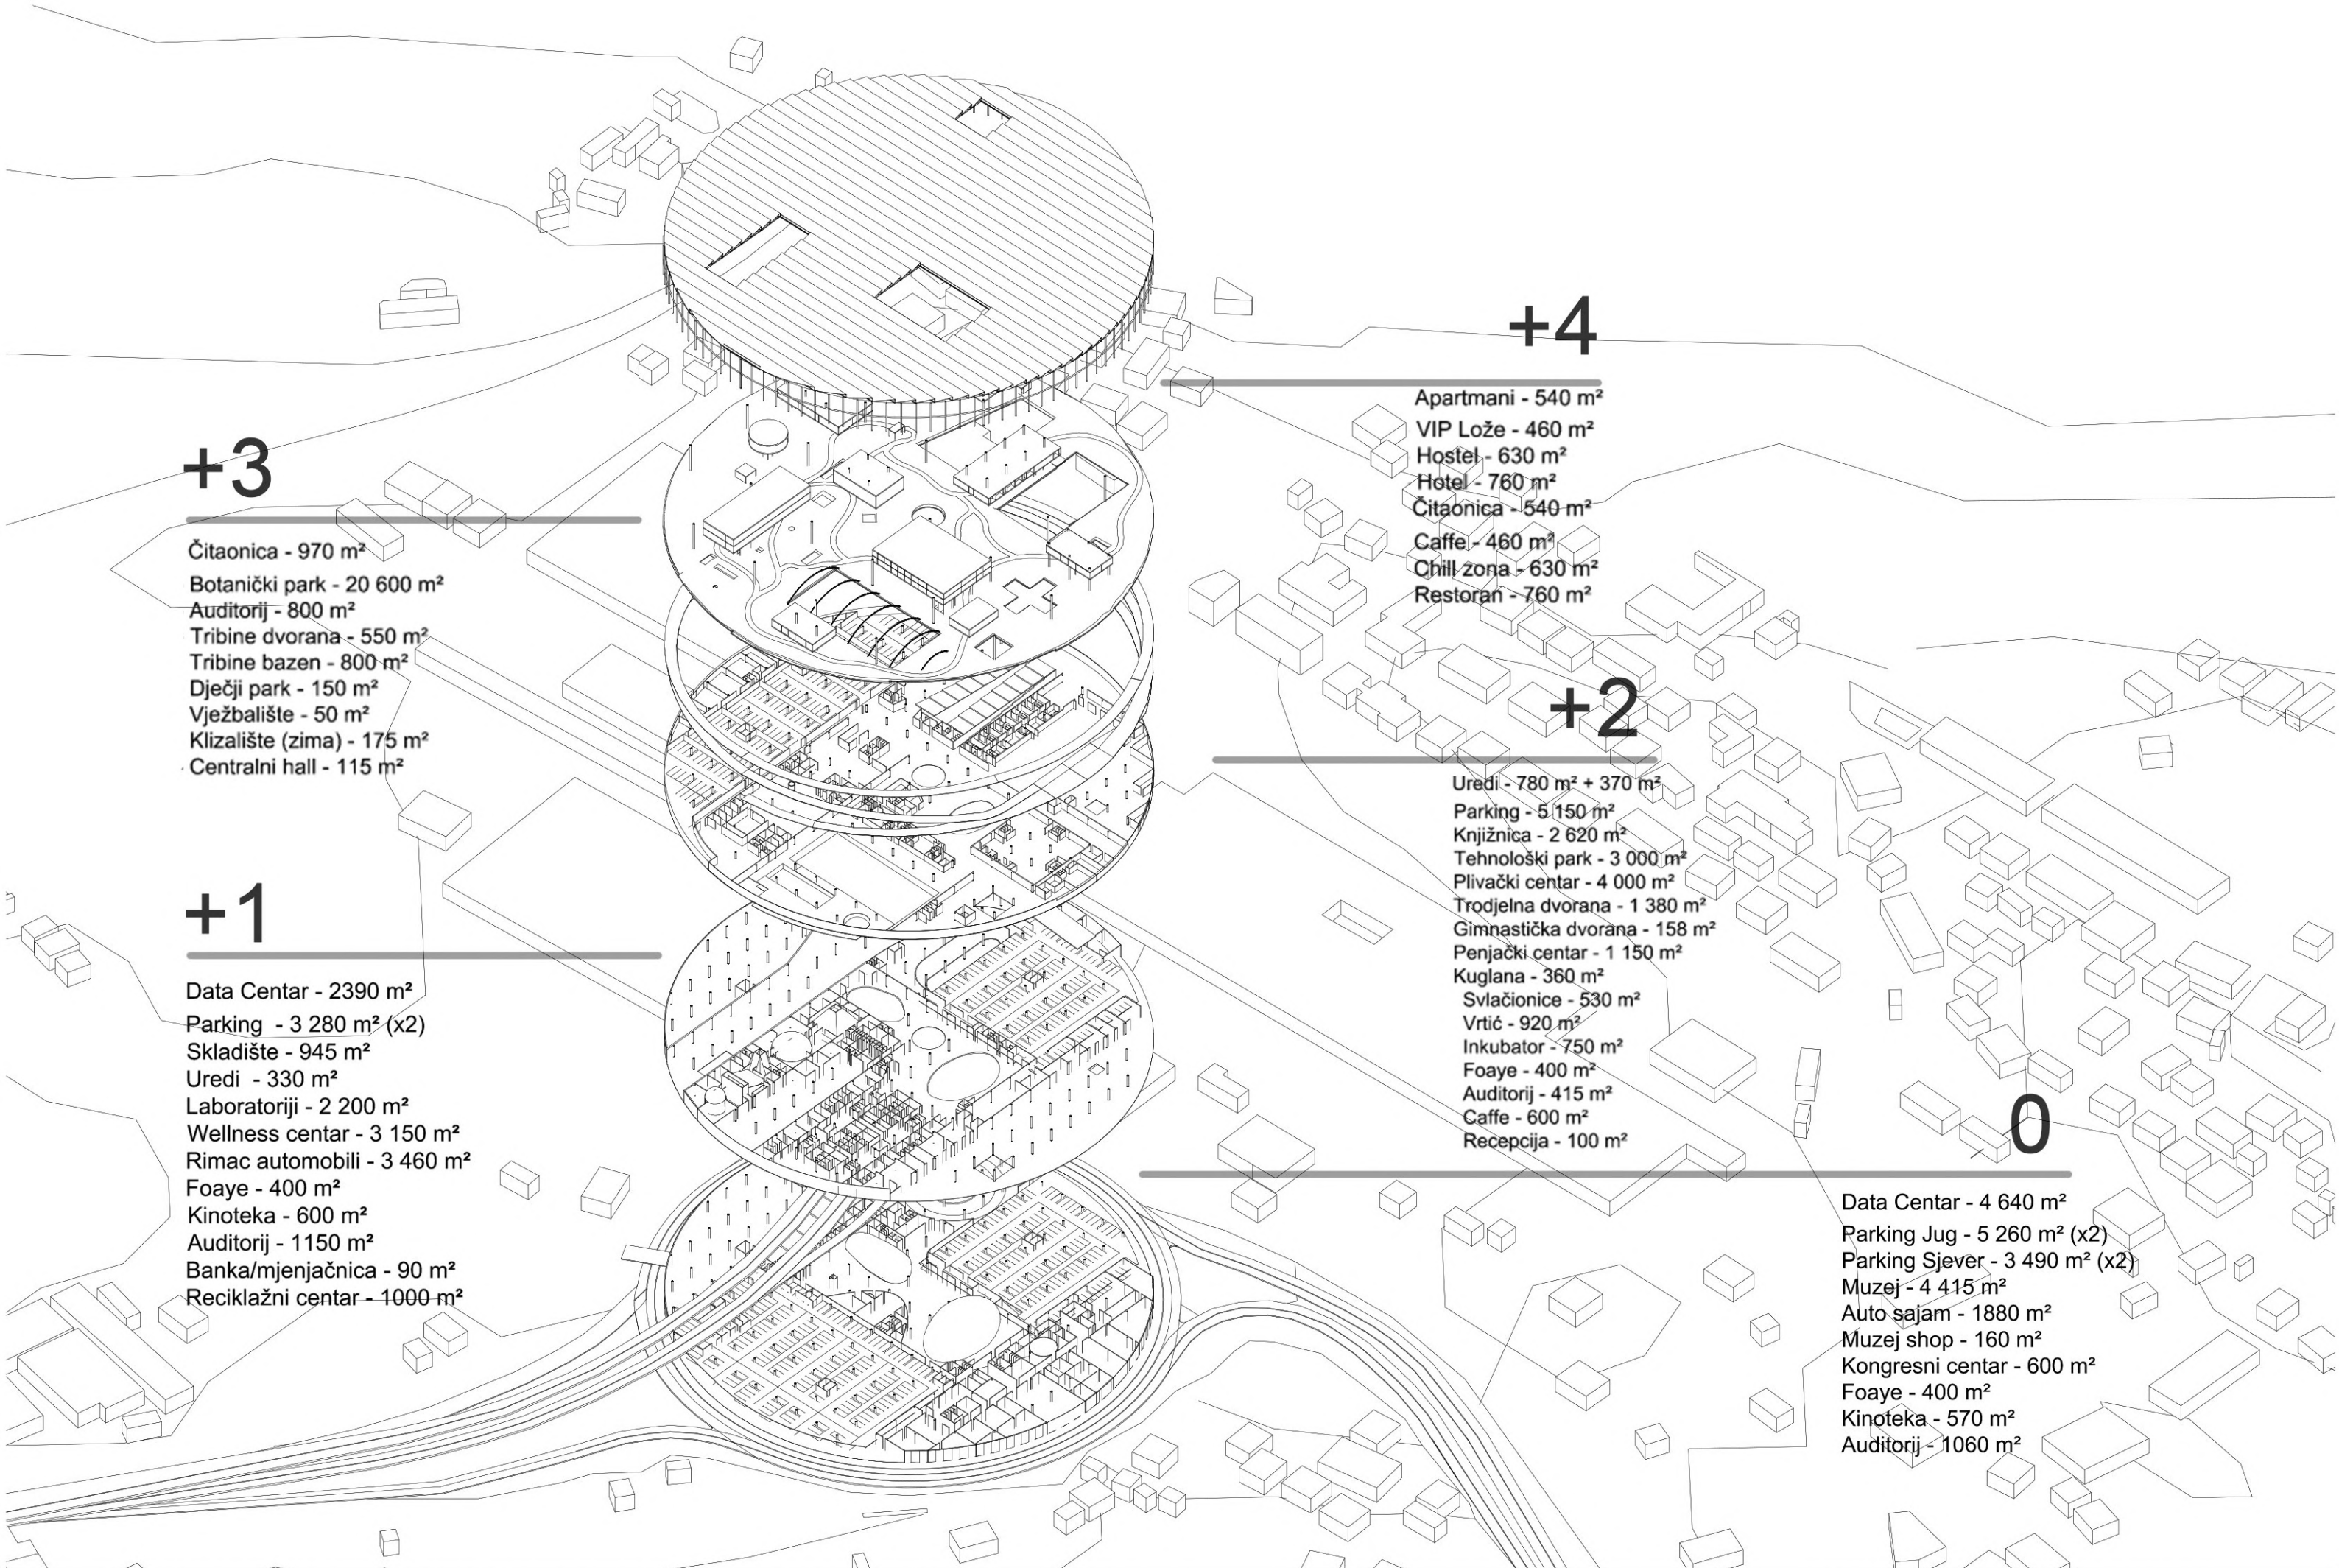 +4
Apartmani - 540 m²
VIP Lože - 460 m²
Hostel - 630 m²
Hotel - 760 m²
Čitaonica - 540 m²
Caffe - 460 m²
Chill zona - 630 m²
Restoran - 760 m²
+3
Čitaonica - 970 m²
Botanički park - 20 600 m²
Auditorij - 800 m²
Tribine dvorana - 550 m²
Tribine bazen - 800 m²
Dječji park - 150 m²
Vježbalište - 50 m²
Klizalište (zima) - 175 m²
Centralni hall - 115 m²
+2
Uredi - 780 m² + 370 m²
Parking - 5 150 m²
Knjižnica - 2 620 m²
Tehnološki park - 3 000 m²
Plivački centar - 4 000 m²
Trodjelna dvorana - 1 380 m²
Gimnastička dvorana - 158 m²
Penjački centar - 1 150 m²
Kuglana - 360 m²
Svlačionice - 530 m²
Vrtić - 920 m²
Inkubator - 750 m²
Foaye - 400 m²
Auditorij - 415 m²
Caffe - 600 m²
Recepcija - 100 m²
+1
Data Centar - 2390 m²
Parking - 3 280 m² (x2)
Skladište - 945 m²
Uredi - 330 m²
Laboratoriji - 2 200 m²
Wellness centar - 3 150 m²
Rimac automobili - 3 460 m²
Foaye - 400 m²
Kinoteka - 600 m²
Auditorij - 1150 m²
Banka/mjenjačnica - 90 m²
Reciklažni centar - 1000 m²
0
Data Centar - 4 640 m²
Parking Jug - 5 260 m² (x2)
Parking Sjever - 3 490 m² (x2)
Muzej - 4 415 m²
Auto sajam - 1880 m²
Muzej shop - 160 m²
Kongresni centar - 600 m²
Foaye - 400 m²
Kinoteka - 570 m²
Auditorij - 1060 m²